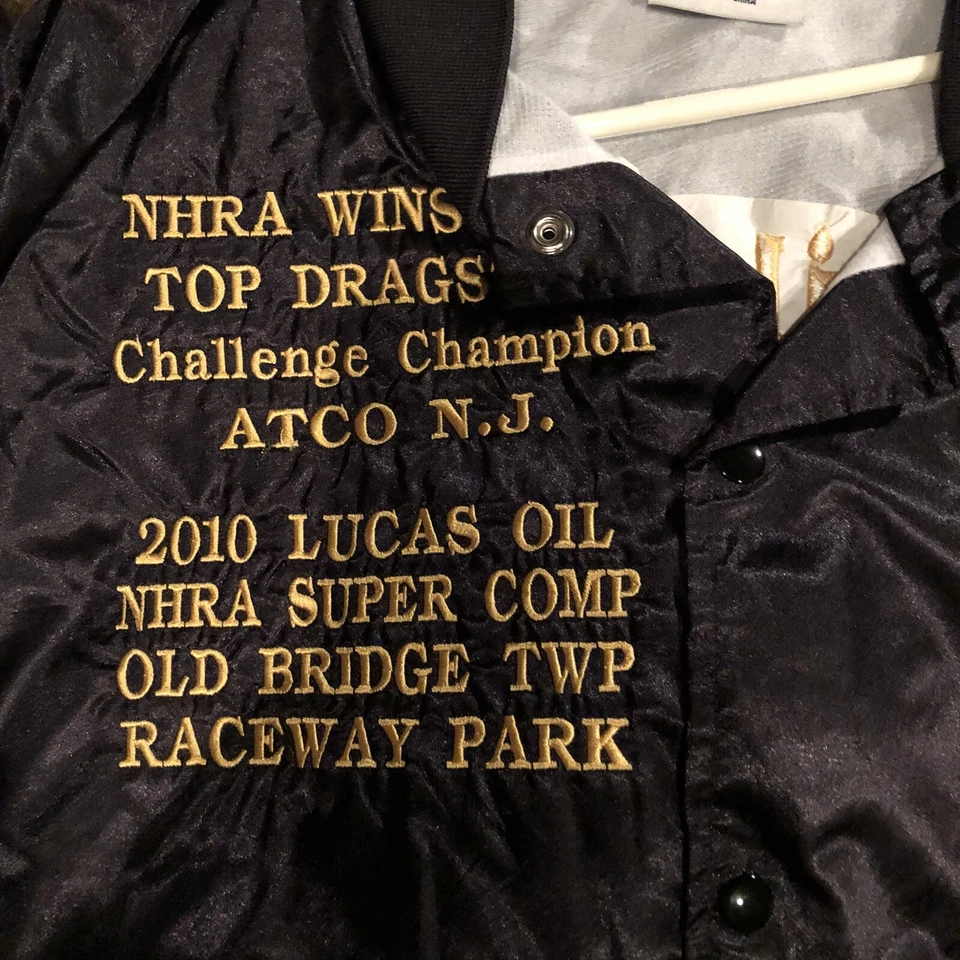 NHRA WINS
TOP DRAGS
Challenge Champion
ATCO N.J.
2010 LUCAS OIL
NHRA SUPER COMP
OLD BRIDGE TWP
RACEWAY PARK